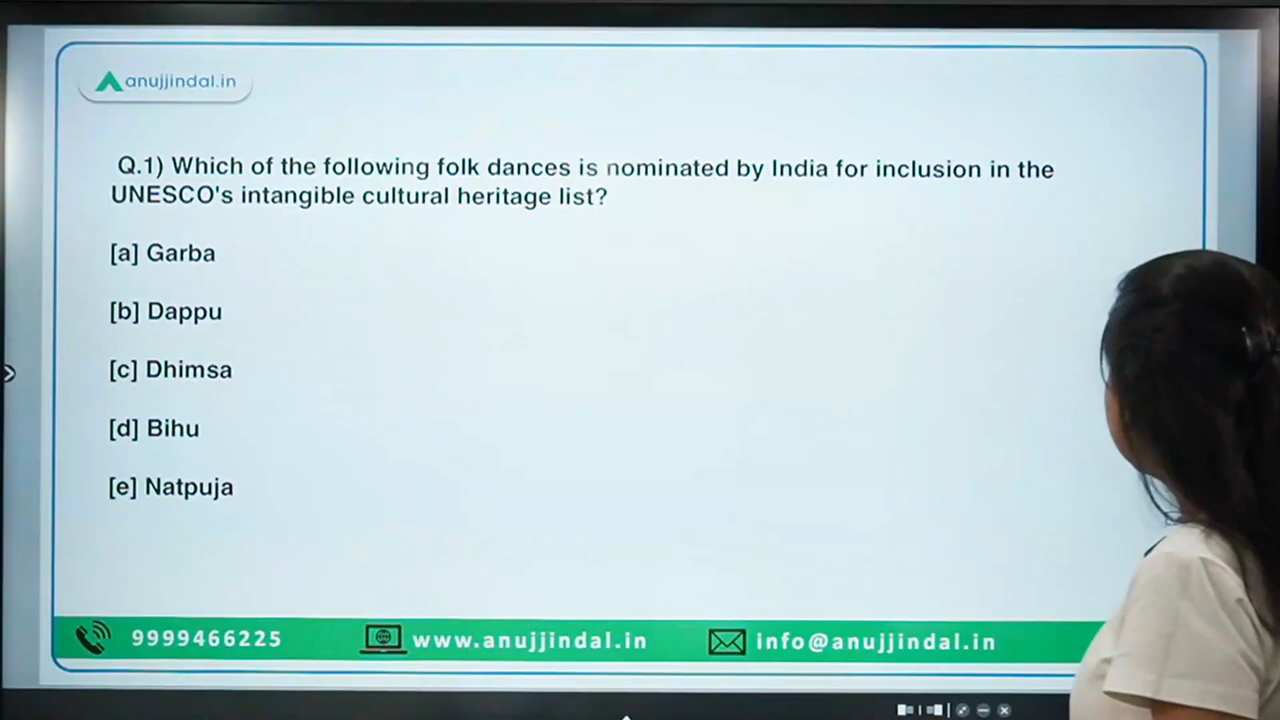 anujjindal.in
Q.1) Which of the following folk dances is nominated by India for inclusion in the
UNESCO's intangible cultural heritage list?
[a] Garba
[b] Dappu
[c] Dhimsa
[d] Bihu
[e] Natpuja
9999466225 www.anujjindal.in info@anujjindal.in